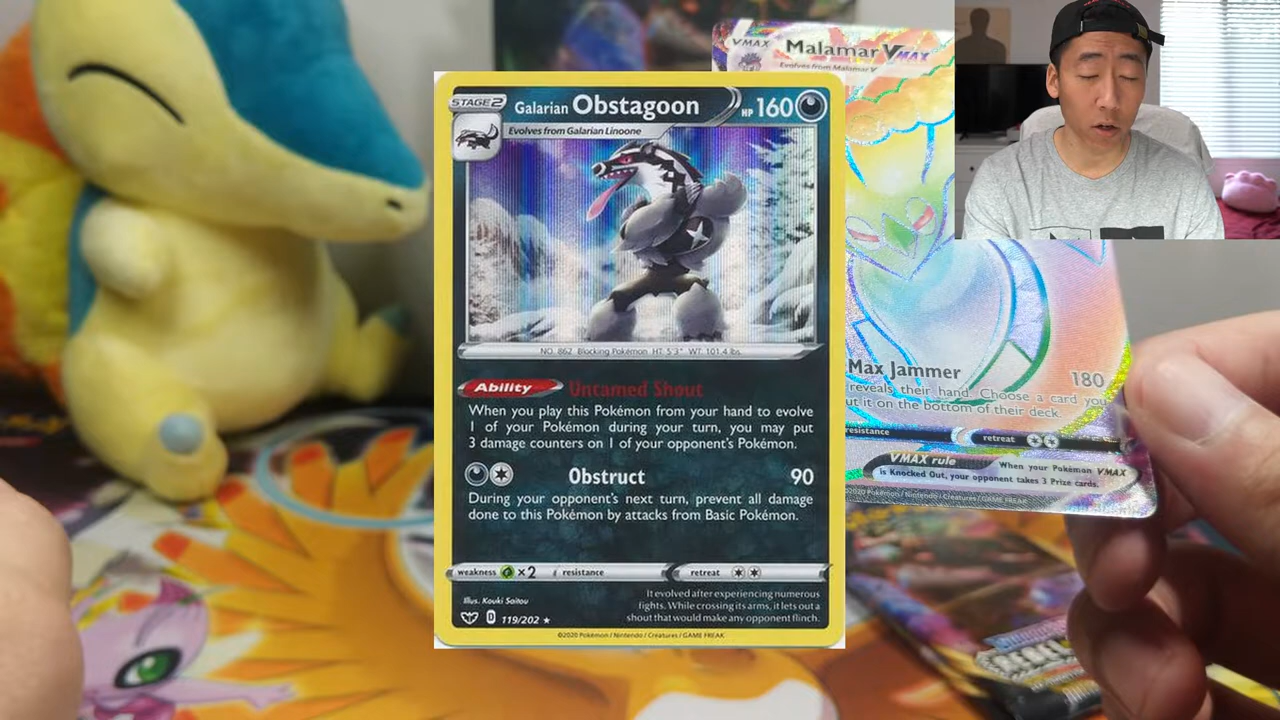 STAGE2
Galarian Obstagoon
HP 160
Evolves from Galarian Linoone
NO. 862 Blocking Pokémon HT: 5'3" WT: 101.4 lbs.
Ability Untamed Shout
When you play this Pokémon from your hand to evolve
1 of your Pokémon during your turn, you may put
3 damage counters on 1 of your opponent's Pokémon.
Obstruct 90
During your opponent's next turn, prevent all damage
done to this Pokémon by attacks from Basic Pokémon.
weakness ×2 resistance retreat
Illus. Kouki Saitou
It evolved after experiencing numerous
fights. While crossing its arms, it lets out a
shout that would make any opponent flinch.
119/202
©2020 Pokémon / Nintendo / Creatures / GAME FREAK
VMAX
Malamar VMAX
Evolves from Malamar V
Max Jammer 180
reveals their hand. Choose a card you
ut it on the bottom of their deck.
resistance retreat
VMAX rule When your Pokémon VMAX
is Knocked Out, your opponent takes 3 Prize cards.
2020 Pokémon / Nintendo / Creatures / GAME FREAK